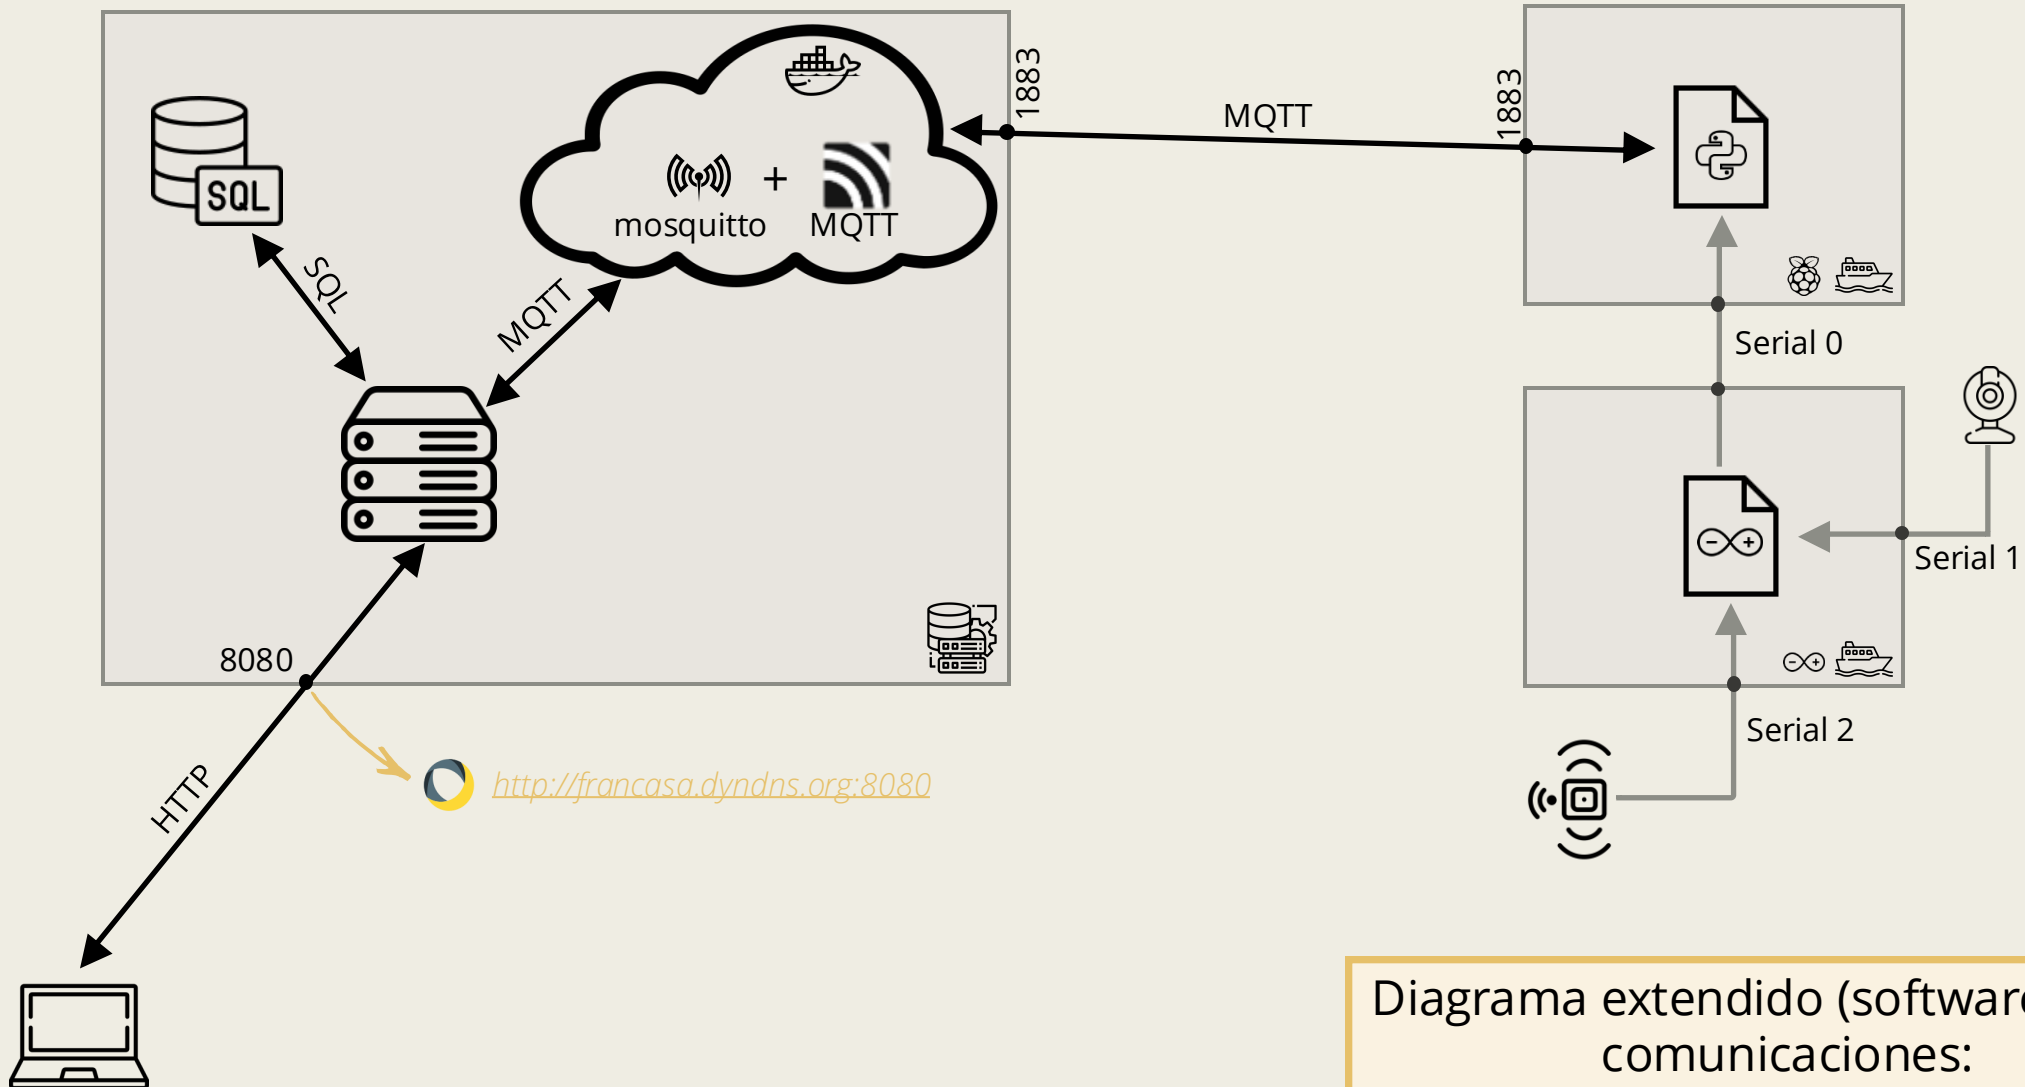 1883
1883
MQTT
SQL
mosquitto
+
MQTT
SQL
MQTT
Serial 0
Serial 1
8080
Serial 2
HTTP
http://francasa.dyndns.org:8080
Diagrama extendido (software
comunicaciones: